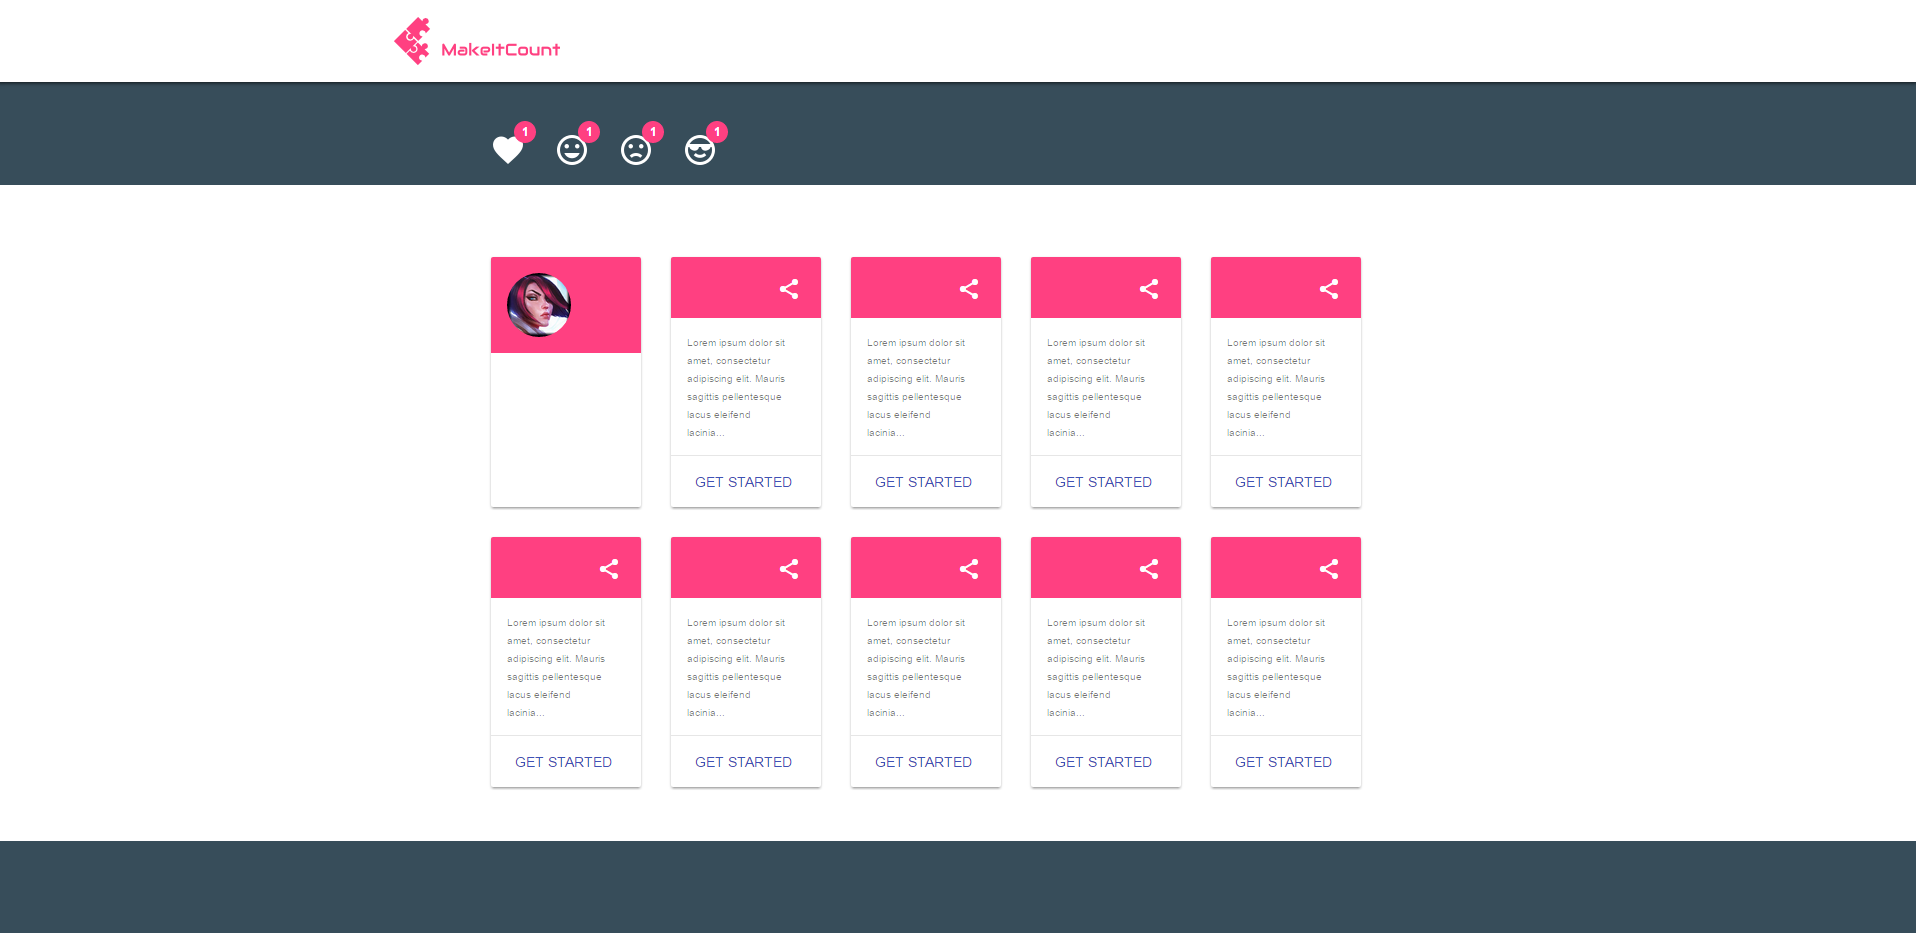 MakeItCount
1 1 1 1
Lorem ipsum dolor sit
amet, consectetur
adipiscing elit. Mauris
sagittis pellentesque
lacus eleifend
lacinia...
GET STARTED
Lorem ipsum dolor sit
amet, consectetur
adipiscing elit. Mauris
sagittis pellentesque
lacus eleifend
lacinia...
GET STARTED
Lorem ipsum dolor sit
amet, consectetur
adipiscing elit. Mauris
sagittis pellentesque
lacus eleifend
lacinia...
GET STARTED
Lorem ipsum dolor sit
amet, consectetur
adipiscing elit. Mauris
sagittis pellentesque
lacus eleifend
lacinia...
GET STARTED
Lorem ipsum dolor sit
amet, consectetur
adipiscing elit. Mauris
sagittis pellentesque
lacus eleifend
lacinia...
GET STARTED
Lorem ipsum dolor sit
amet, consectetur
adipiscing elit. Mauris
sagittis pellentesque
lacus eleifend
lacinia...
GET STARTED
Lorem ipsum dolor sit
amet, consectetur
adipiscing elit. Mauris
sagittis pellentesque
lacus eleifend
lacinia...
GET STARTED
Lorem ipsum dolor sit
amet, consectetur
adipiscing elit. Mauris
sagittis pellentesque
lacus eleifend
lacinia...
GET STARTED
Lorem ipsum dolor sit
amet, consectetur
adipiscing elit. Mauris
sagittis pellentesque
lacus eleifend
lacinia...
GET STARTED